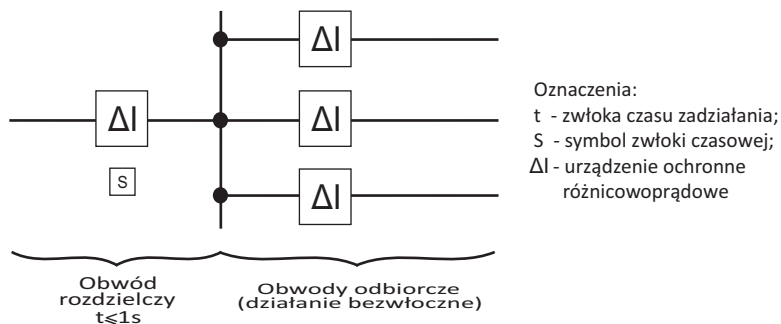 ΔI
ΔI
ΔI
ΔI
S
Oznaczenia:
t - zwłoka czasu zadziałania;
S - symbol zwłoki czasowej;
ΔI - urządzenie ochronne
różnicowoprądowe
Obwód
rozdzielczy
t⩽1s
Obwody odbiorcze
(działanie bezwłoczne)